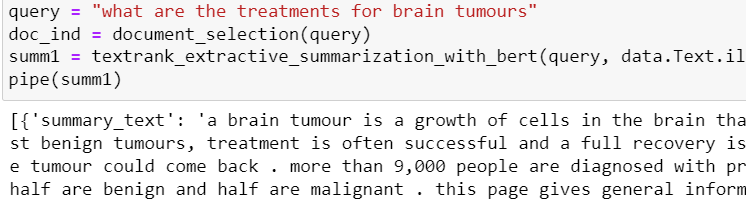 query = "what are the treatments for brain tumours"
doc_ind = document_selection(query)
summ1 = textrank_extractive_summarization_with_bert(query, data.Text.il
pipe(summ1)
[{'summary_text': 'a brain tumour is a growth of cells in the brain tha
st benign tumours, treatment is often successful and a full recovery is
e tumour could come back . more than 9,000 people are diagnosed with pr
half are benign and half are malignant . this page gives general inform